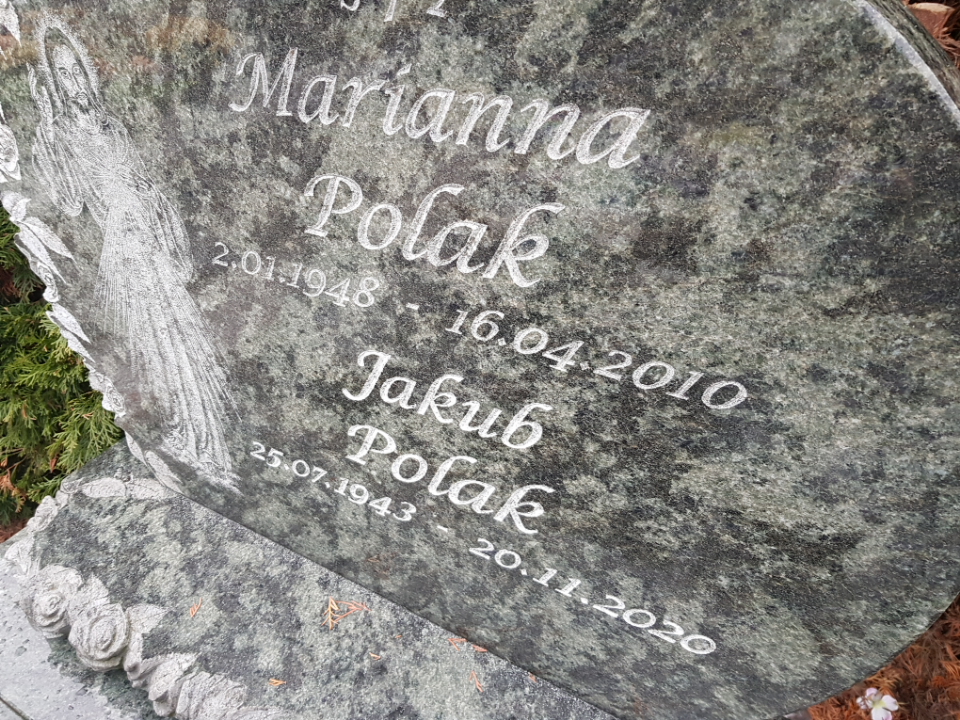 Marianna
Polak
2.01.1948 - 16.04.2010
Jakub
Polak
25.07.1943 - 20.11.2020